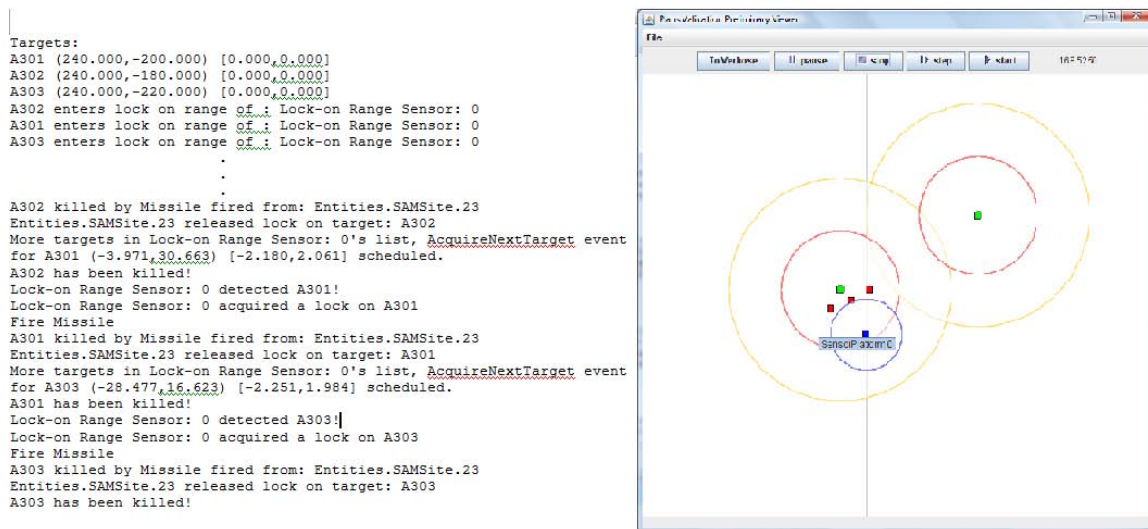 Targets:
A301 (240.000,-200.000) [0.000,0.000]
A302 (240.000,-180.000) [0.000,0.000]
A303 (240.000,-220.000) [0.000,0.000]
A302 enters lock on range of : Lock-on Range Sensor: 0
A301 enters lock on range of : Lock-on Range Sensor: 0
A303 enters lock on range of : Lock-on Range Sensor: 0
.
.
.
A302 killed by Missile fired from: Entities.SAMSite.23
Entities.SAMSite.23 released lock on target: A302
More targets in Lock-on Range Sensor: 0's list, AcquireNextTarget event
for A301 (-3.971,30.663) [-2.180,2.061] scheduled.
A302 has been killed!
Lock-on Range Sensor: 0 detected A301!
Lock-on Range Sensor: 0 acquired a lock on A301
Fire Missile
A301 killed by Missile fired from: Entities.SAMSite.23
Entities.SAMSite.23 released lock on target: A301
More targets in Lock-on Range Sensor: 0's list, AcquireNextTarget event
for A303 (-28.477,16.623) [-2.251,1.984] scheduled.
A301 has been killed!
Lock-on Range Sensor: 0 detected A303!
Lock-on Range Sensor: 0 acquired a lock on A303
Fire Missile
A303 killed by Missile fired from: Entities.SAMSite.23
Entities.SAMSite.23 released lock on target: A303
A303 has been killed!
Preliminary Viewer
File
pause
stop
step
start
SensorPlatform0